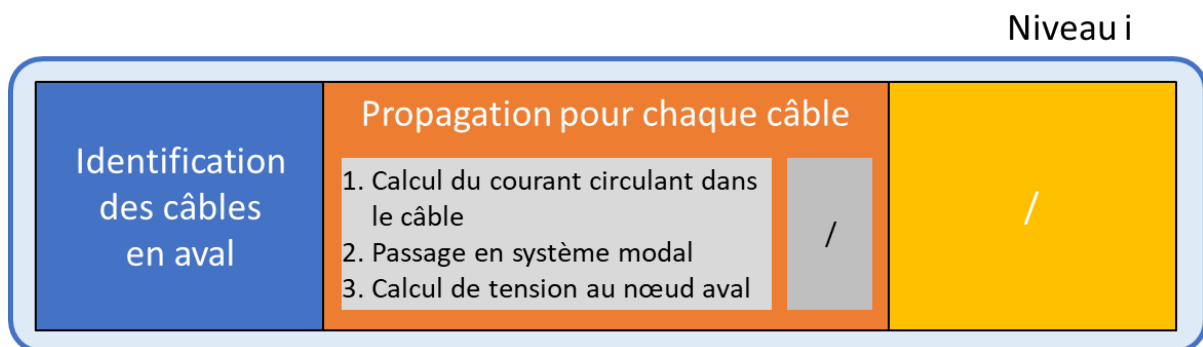 Niveau i
Identification
des câbles
en aval
Propagation pour chaque câble
1. Calcul du courant circulant dans
le câble
2. Passage en système modal
3. Calcul de tension au nœud aval
/
/